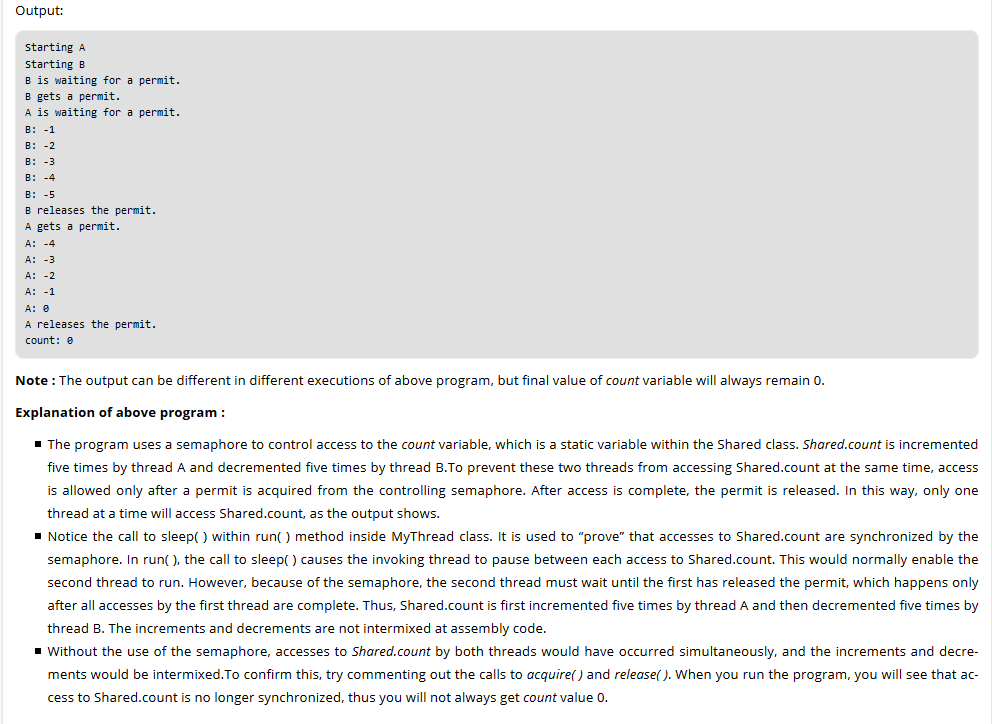 Output:
Starting A
Starting B
B is waiting for a permit.
B gets a permit.
A is waiting for a permit.
B: -1
B: -2
B: -3
B: -4
B: -5
B releases the permit.
A gets a permit.
A: -4
A: -3
A: -2
A: -1
A: 0
A releases the permit.
count: 0
Note : The output can be different in different executions of above program, but final value of count variable will always remain 0.
Explanation of above program :
▪ The program uses a semaphore to control access to the count variable, which is a static variable within the Shared class. Shared.count is incremented
five times by thread A and decremented five times by thread B.To prevent these two threads from accessing Shared.count at the same time, access
is allowed only after a permit is acquired from the controlling semaphore. After access is complete, the permit is released. In this way, only one
thread at a time will access Shared.count, as the output shows.
▪ Notice the call to sleep( ) within run( ) method inside MyThread class. It is used to “prove” that accesses to Shared.count are synchronized by the
semaphore. In run( ), the call to sleep( ) causes the invoking thread to pause between each access to Shared.count. This would normally enable the
second thread to run. However, because of the semaphore, the second thread must wait until the first has released the permit, which happens only
after all accesses by the first thread are complete. Thus, Shared.count is first incremented five times by thread A and then decremented five times by
thread B. The increments and decrements are not intermixed at assembly code.
▪ Without the use of the semaphore, accesses to Shared.count by both threads would have occurred simultaneously, and the increments and decre-
ments would be intermixed.To confirm this, try commenting out the calls to acquire( ) and release( ). When you run the program, you will see that ac-
cess to Shared.count is no longer synchronized, thus you will not always get count value 0.